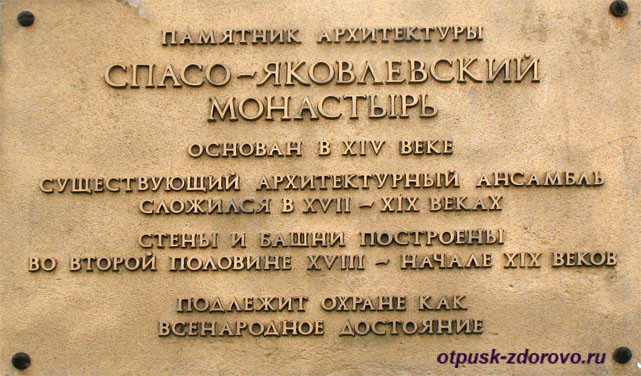 ПАМЯТНИК АРХИТЕКТУРЫ
СПАСО-ЯКОВЛЕВСКИЙ
МОНАСТЫРЬ
ОСНОВАН В XIV ВЕКЕ
СУЩЕСТВУЮЩИЙ АРХИТЕКТУРНЫЙ АНСАМБЛЬ
СЛОЖИЛСЯ В XVII - XIX ВЕКАХ
СТЕНЫ И БАШНИ ПОСТРОЕНЫ
ВО ВТОРОЙ ПОЛОВИНЕ XVIII - НАЧАЛЕ XIX ВЕКОВ
ПОДЛЕЖИТ ОХРАНЕ КАК
ВСЕНАРОДНОЕ ДОСТОЯНИЕ
otpusk-zdorovo.ru